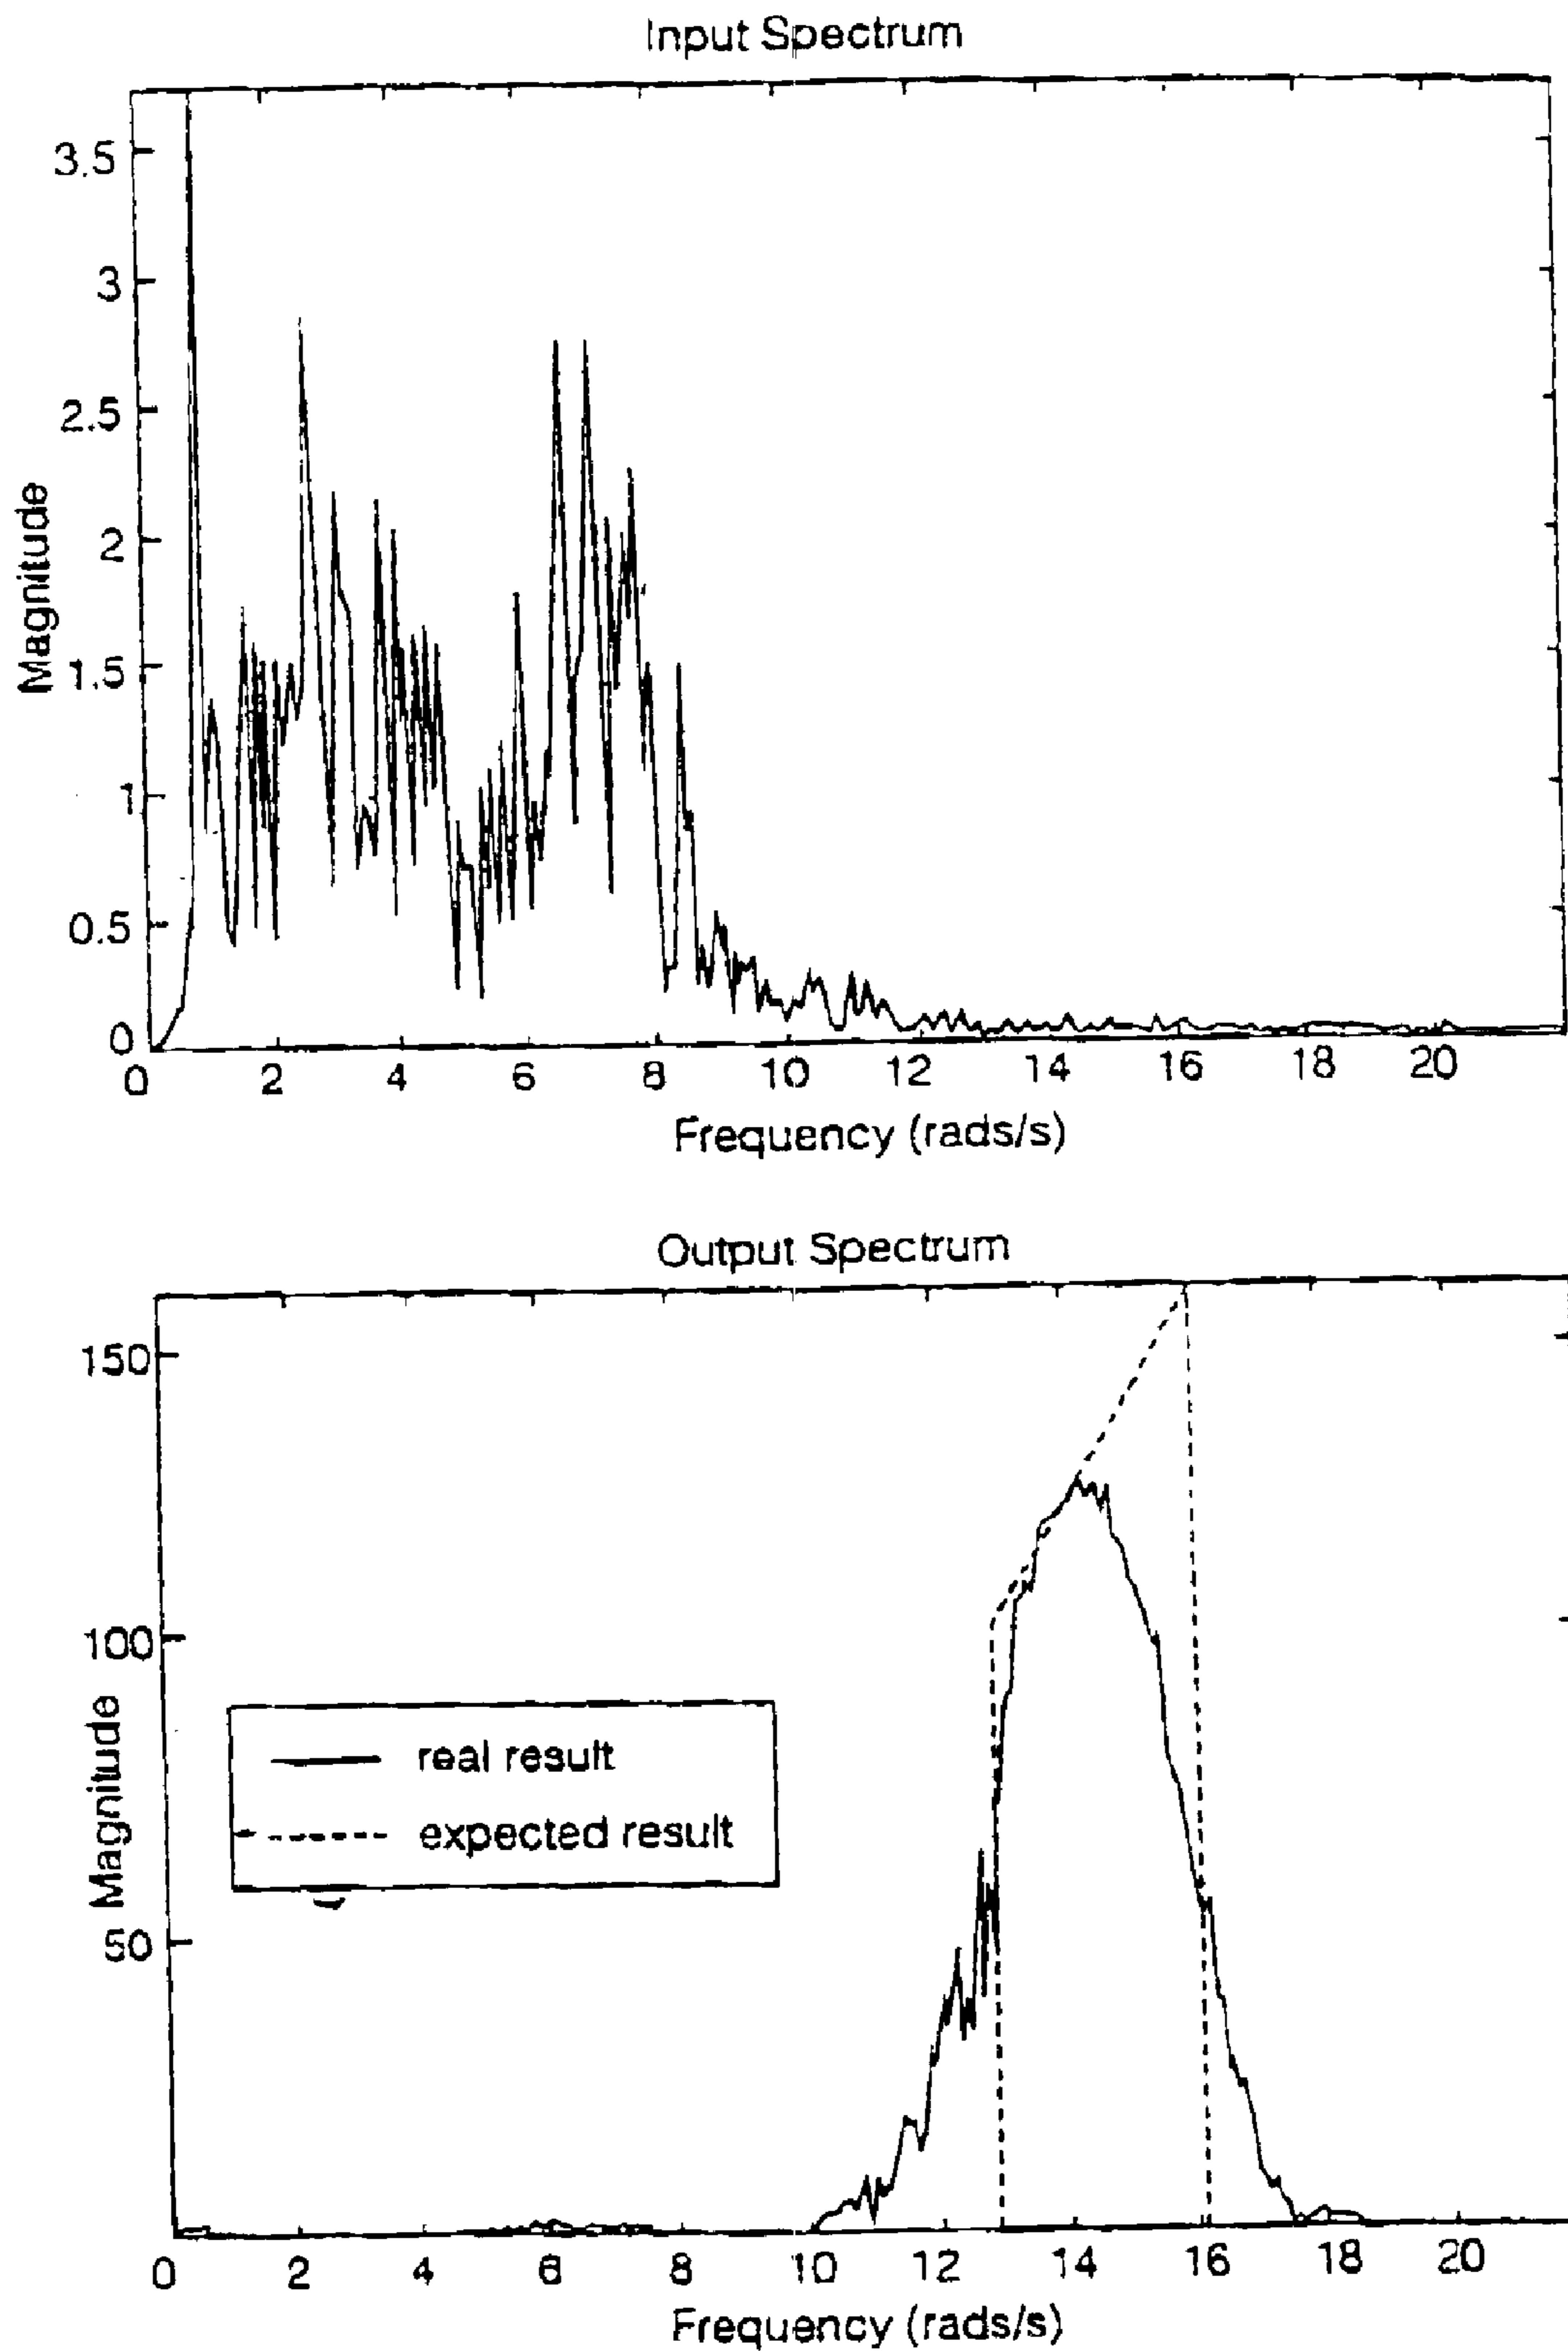 Input Spectrum
3.5
3
2.5
2
1.5
1
0.5
0
Magnitude
0 2 4 6 8 10 12 14 16 18 20
Frequency (rads/s)
Output Spectrum
150
100
50
Magnitude
real result
expected result
0 2 4 6 8 10 12 14 16 18 20
Frequency (rads/s)